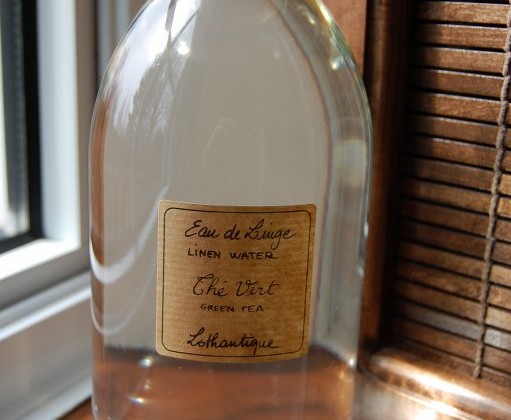 Eau de Linge
LINEN WATER
Thé Vert
GREEN TEA
Lothantique